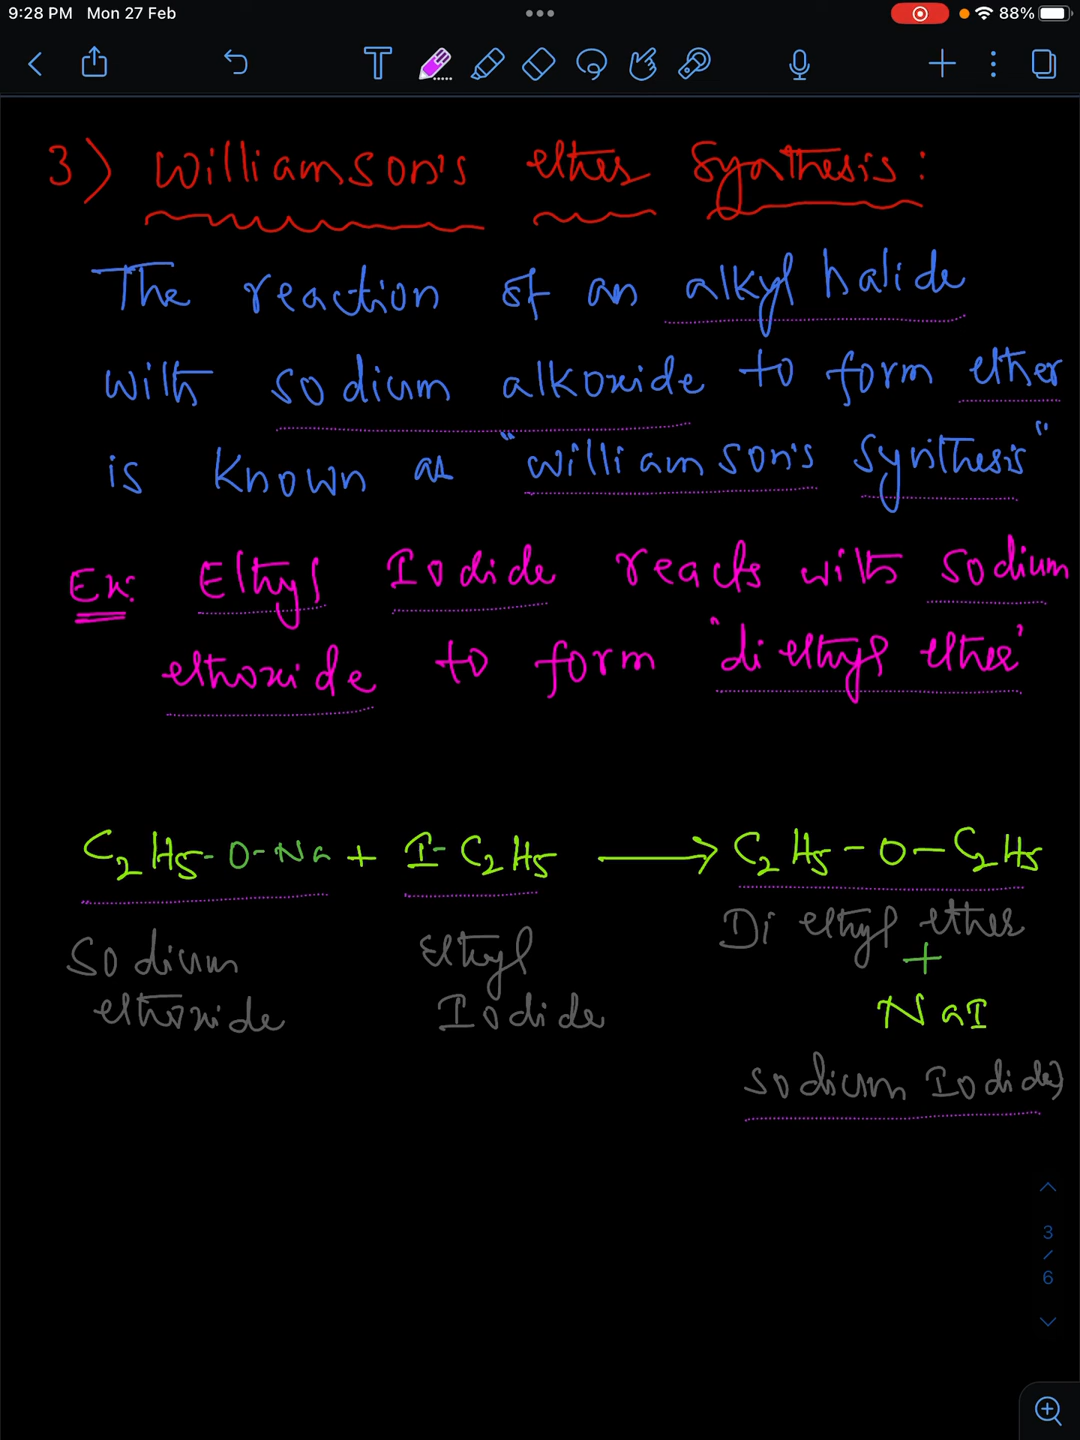 9:28 PM Mon 27 Feb
88%
T
3) Williamson's ether Synthesis:
The reaction of an alkyl halide
with sodium alkoxide to form ether
is known as "williamson's synthesis"
Ex: Ethyl Iodide reacts with sodium
ethoxide to form "di ethyl ether"
C2H5-O-Na + I-C2H5 ⟶ C2H5-O-C2H5
Sodium ethoxide
Ethyl Iodide
Di ethyl ether
+
NaI
sodium Iodide)
3
/
6